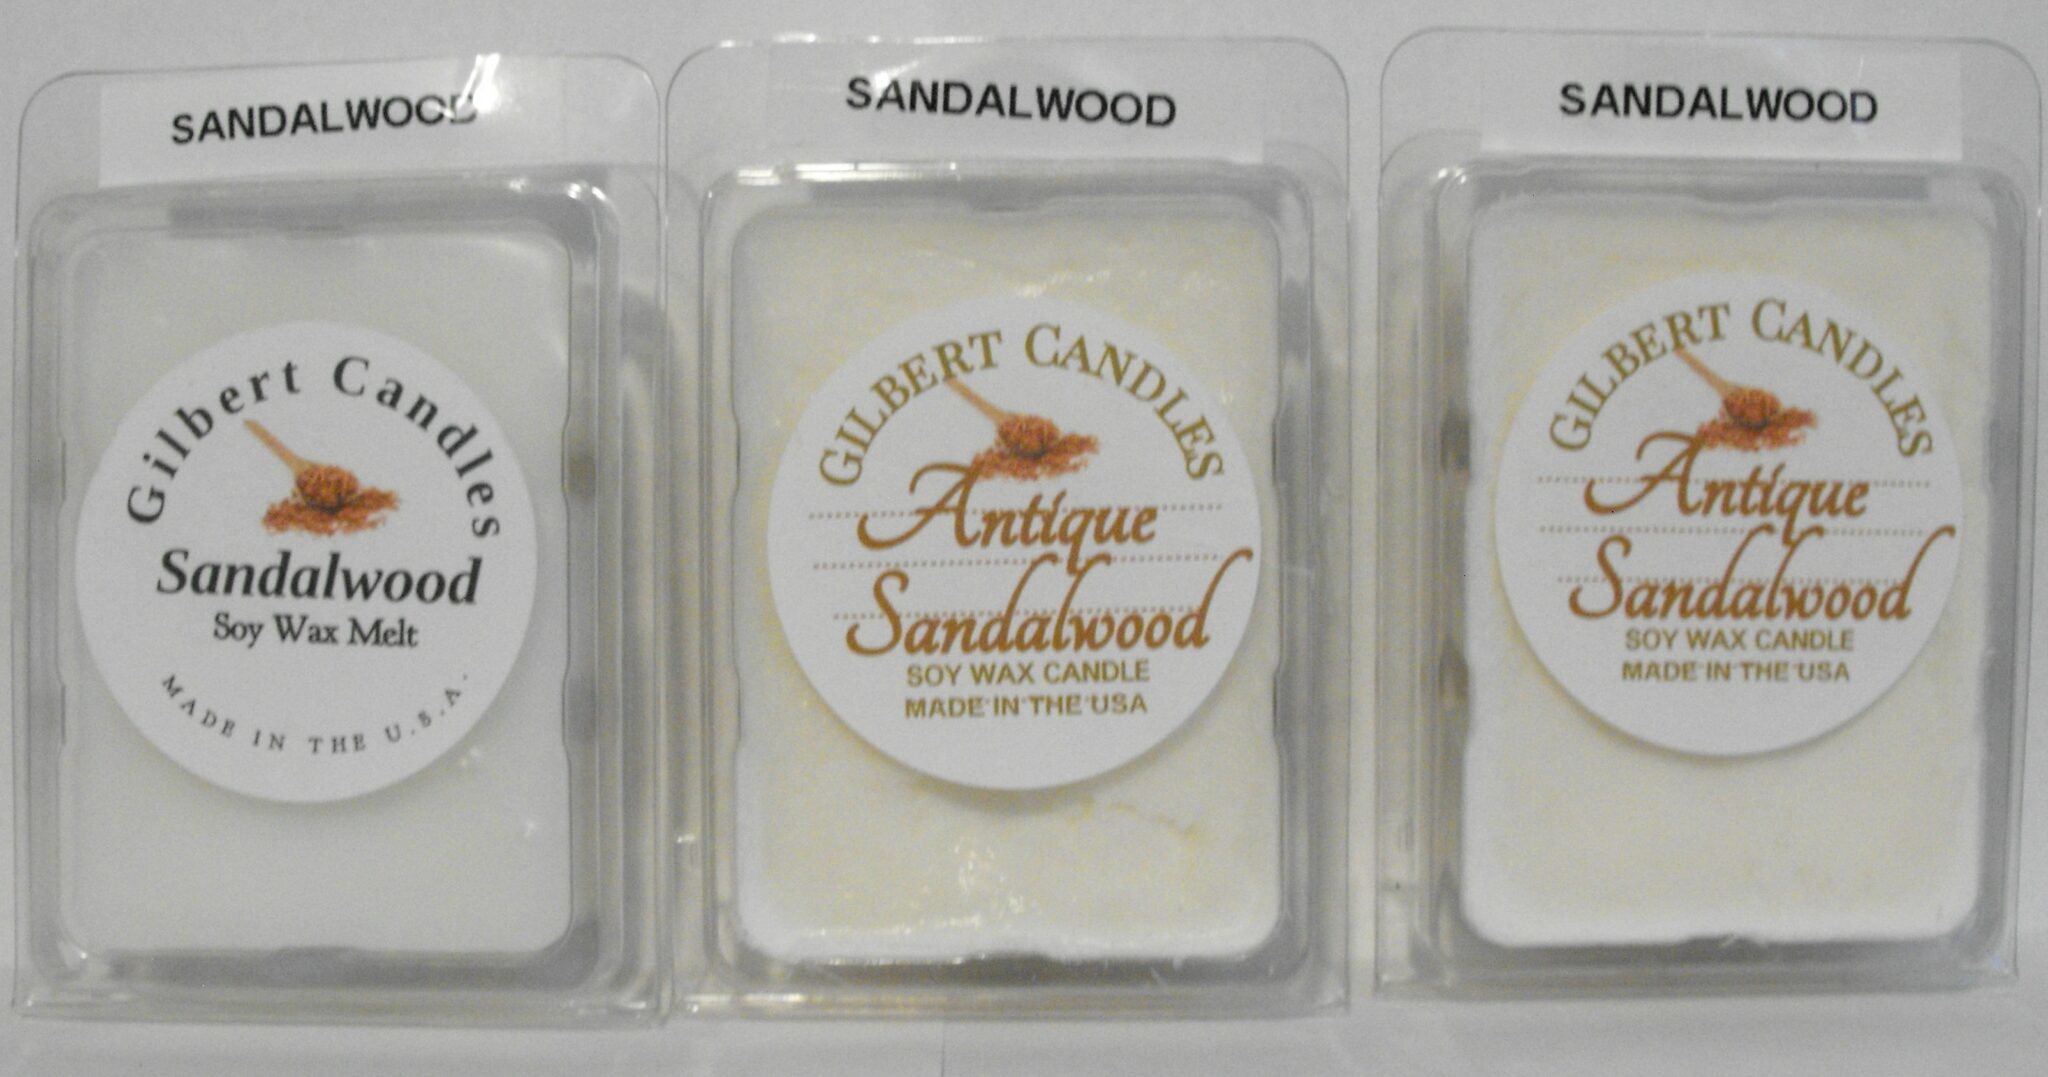 SANDALWOOD
Gilbert Candles
Sandalwood
Soy Wax Melt
MADE IN THE U.S.A.
SANDALWOOD
GILBERT CANDLES
Antique
Sandalwood
SOY WAX CANDLE
MADE IN THE USA
SANDALWOOD
GILBERT CANDLES
Antique
Sandalwood
SOY WAX CANDLE
MADE IN THE USA